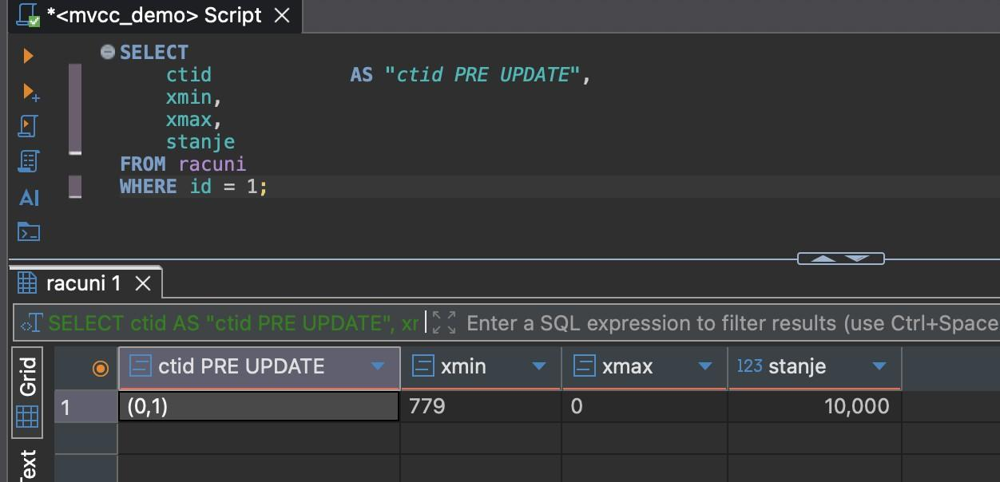 *<mvcc_demo> Script
SELECT
ctid AS "ctid PRE UPDATE",
xmin,
xmax,
stanje
FROM racuni
WHERE id = 1;
AI
racuni 1
SELECT ctid AS "ctid PRE UPDATE", xr
Enter a SQL expression to filter results (use Ctrl+Space
Grid
ctid PRE UPDATE xmin xmax 123 stanje
1 (0,1) 779 0 10,000
Text